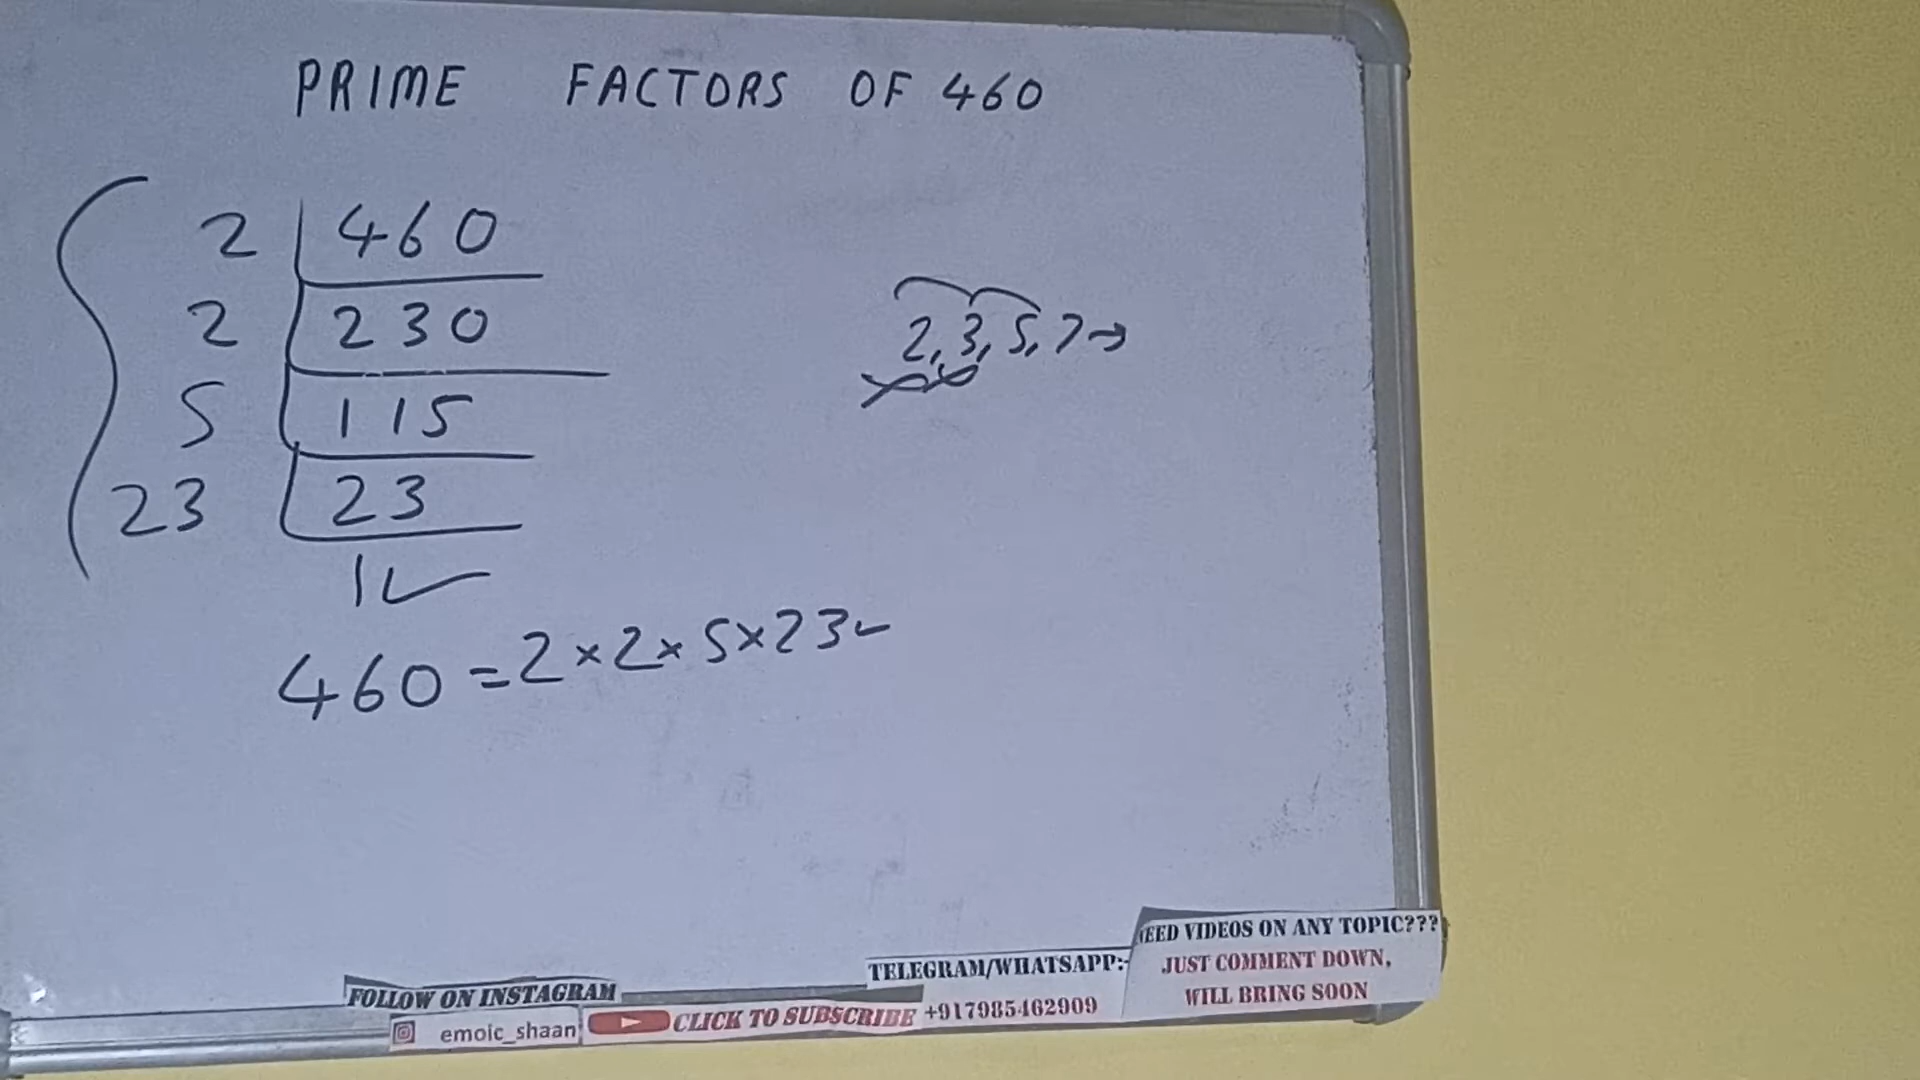 PRIME FACTORS OF 460
2 | 460
2 | 230
5 | 115
23 | 23
1
2, 3, 5, 7 →
460 = 2 × 2 × 5 × 23
FOLLOW ON INSTAGRAM
emoic_shaan
CLICK TO SUBSCRIBE
TELEGRAM/WHATSAPP:-
+917985462909
EED VIDEOS ON ANY TOPIC???
JUST COMMENT DOWN,
WILL BRING SOON